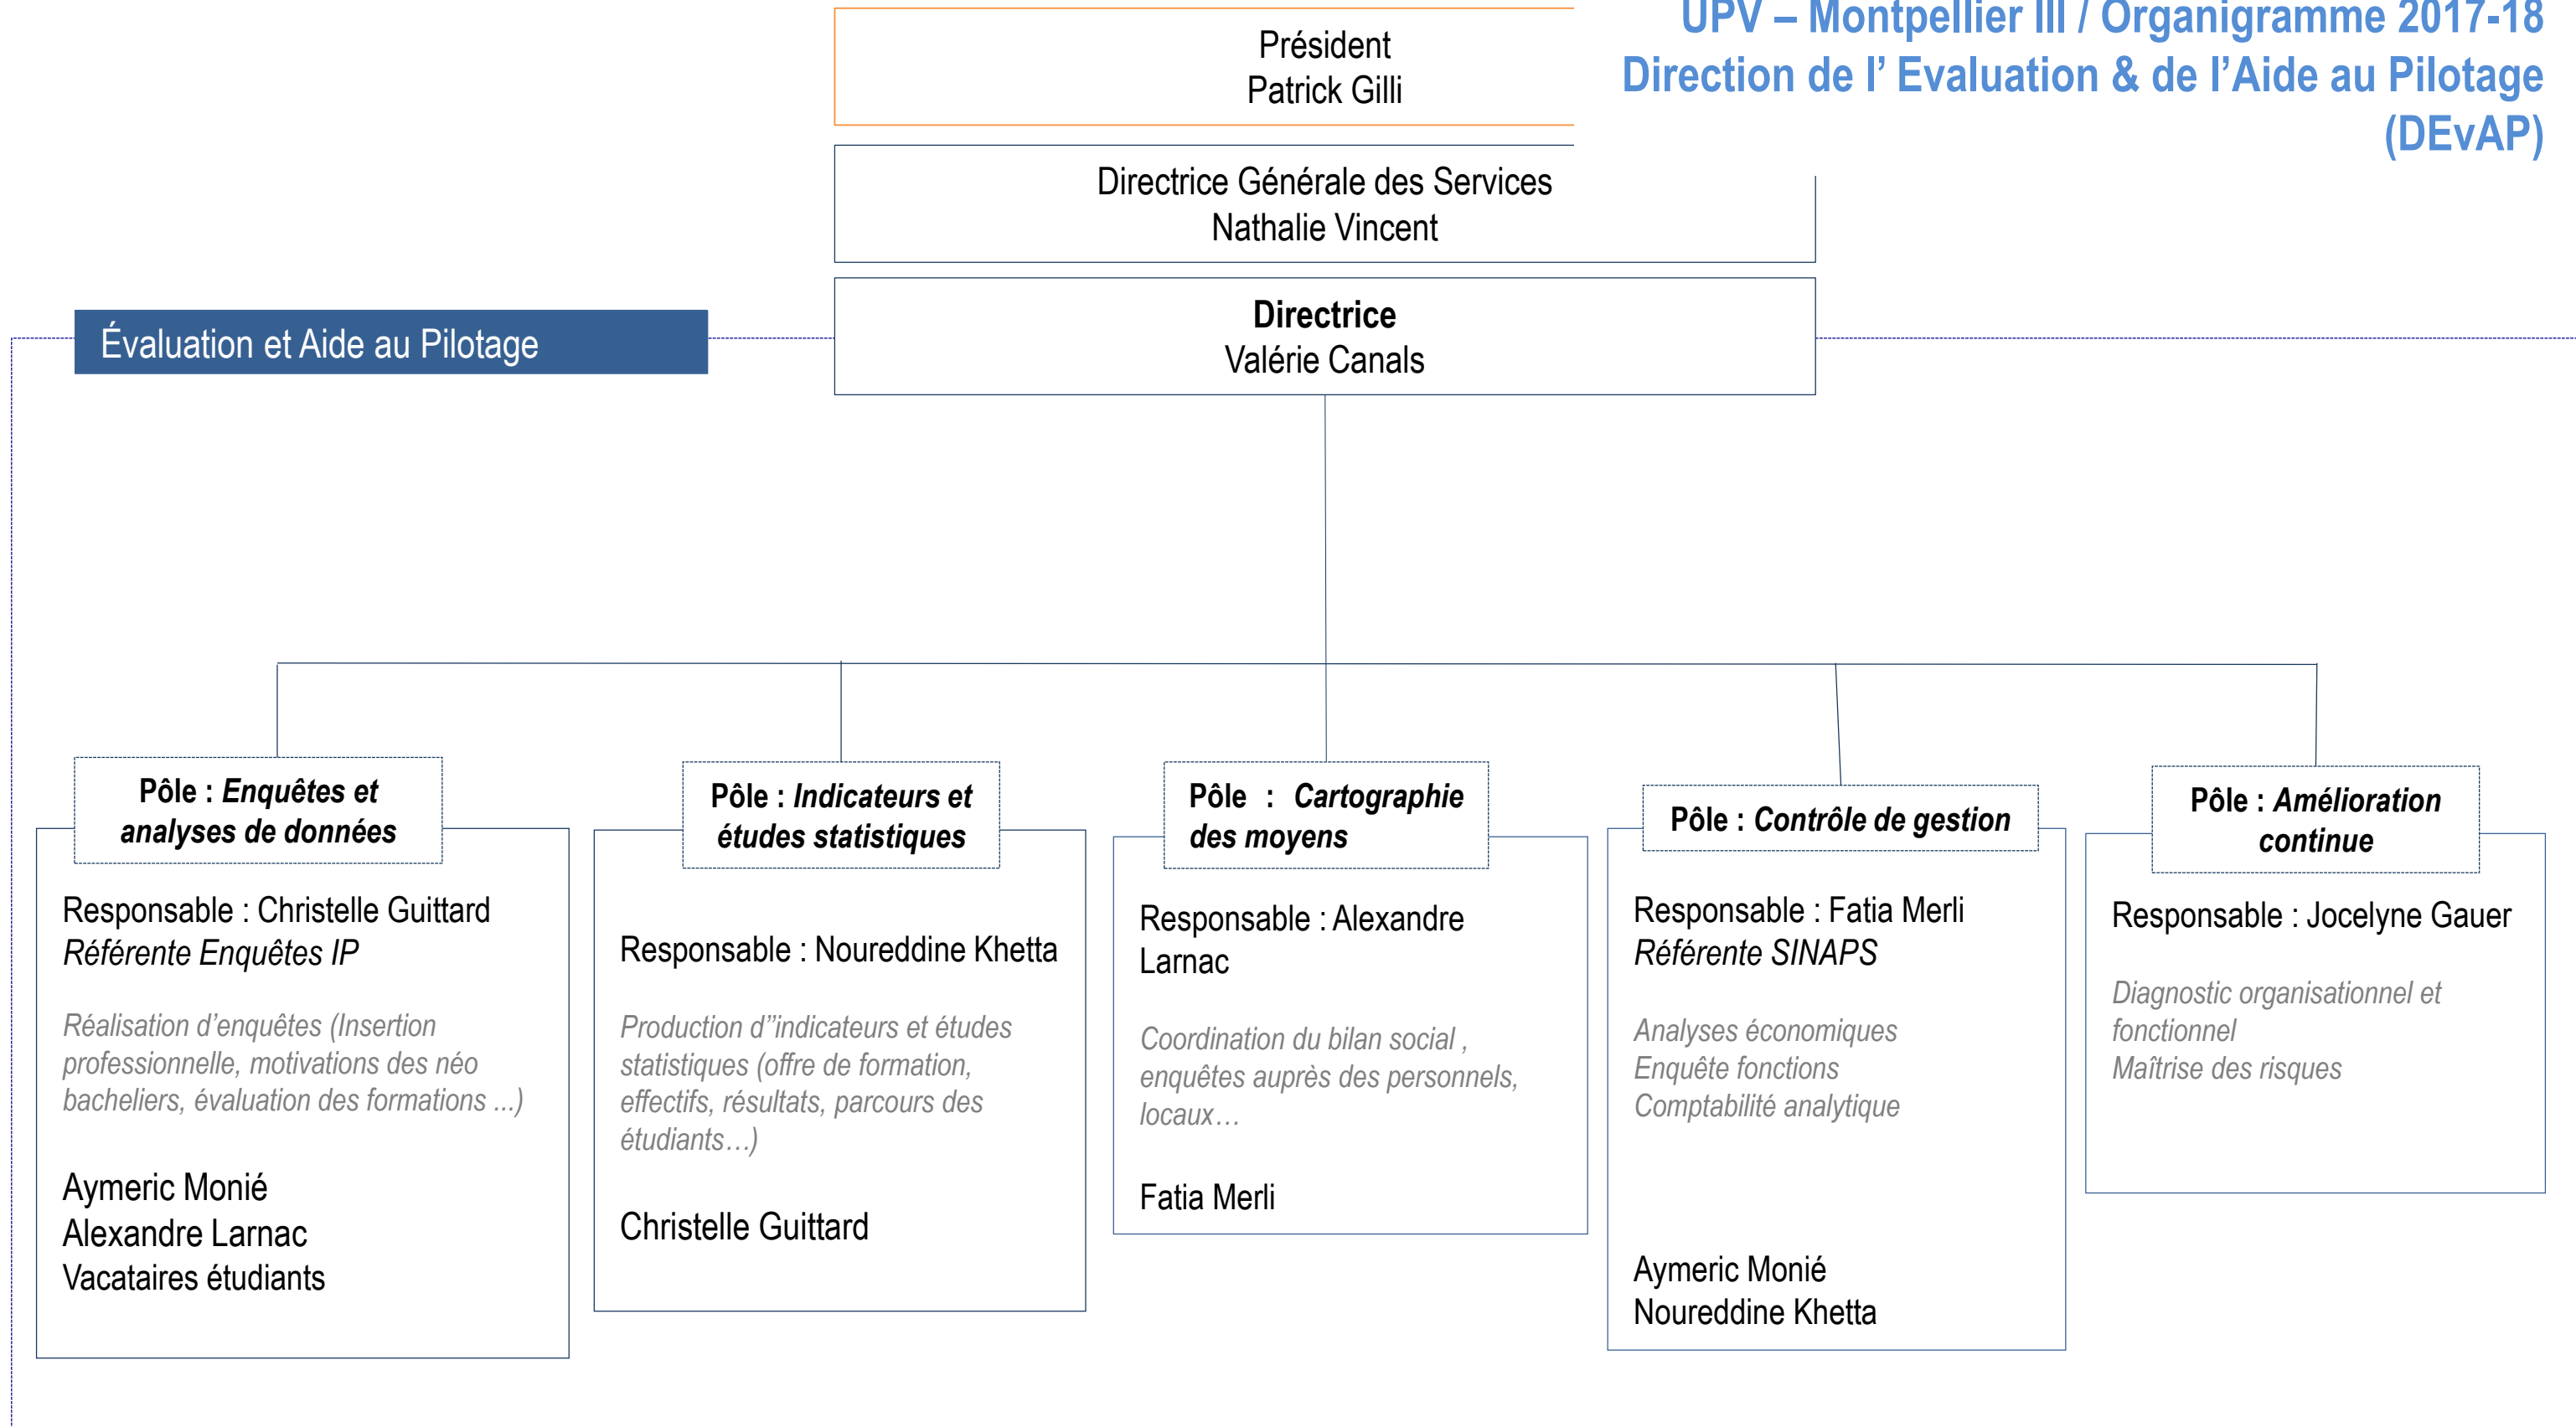 UPV – Montpellier III / Organigramme 2017-18
Direction de l’ Evaluation & de l’Aide au Pilotage
(DEvAP)
Président
Patrick Gilli
Directrice Générale des Services
Nathalie Vincent
Directrice
Valérie Canals
Évaluation et Aide au Pilotage
Pôle : Enquêtes et
analyses de données
Responsable : Christelle Guittard
Référente Enquêtes IP
Réalisation d’enquêtes (Insertion
professionnelle, motivations des néo
bacheliers, évaluation des formations ...)
Aymeric Monié
Alexandre Larnac
Vacataires étudiants
Pôle : Indicateurs et
études statistiques
Responsable : Noureddine Khetta
Production d’’indicateurs et études
statistiques (offre de formation,
effectifs, résultats, parcours des
étudiants…)
Christelle Guittard
Pôle : Cartographie
des moyens
Responsable : Alexandre
Larnac
Coordination du bilan social ,
enquêtes auprès des personnels,
locaux…
Fatia Merli
Pôle : Contrôle de gestion
Responsable : Fatia Merli
Référente SINAPS
Analyses économiques
Enquête fonctions
Comptabilité analytique
Aymeric Monié
Noureddine Khetta
Pôle : Amélioration
continue
Responsable : Jocelyne Gauer
Diagnostic organisationnel et
fonctionnel
Maîtrise des risques